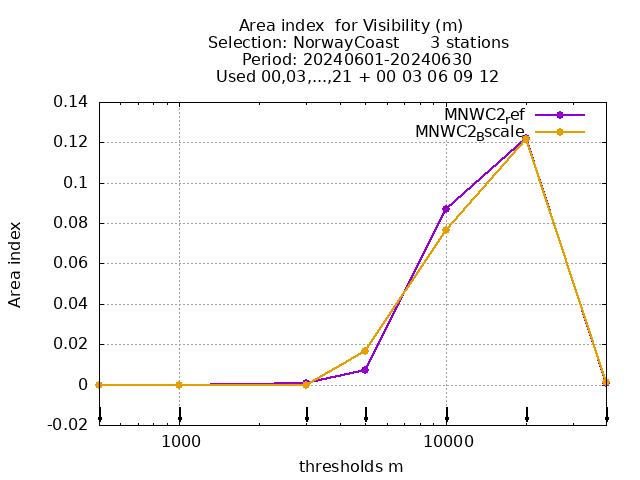 Area index  for Visibility (m)
Selection: NorwayCoast      3 stations
Period: 20240601-20240630
Used 00,03,...,21 + 00 03 06 09 12
MNWC2ref
MNWC2Bscale
0.14
0.12
0.1
0.08
0.06
0.04
0.02
0
-0.02
Area index
1000
10000
thresholds m